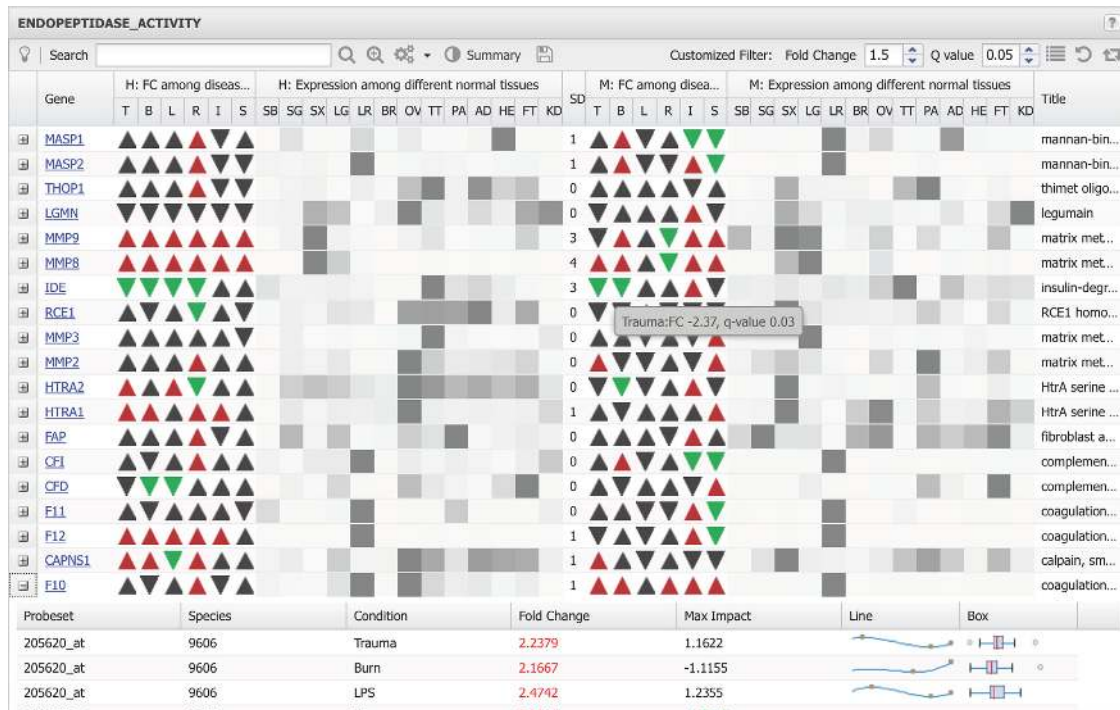 ENDOPEPTIDASE_ACTIVITY ?
Search Summary Customized Filter: Fold Change 1.5 Q value 0.05
Gene H: FC among diseas... H: Expression among different normal tissues SD M: FC among disea... M: Expression among different normal tissues Title
T B L R I S SB SG SX LG LR BR OV TT PA AD HE FT KD T B L R I S SB SG SX LG LR BR OV TT PA AD HE FT KD
MASP1 1 mannan-bin...
MASP2 1 mannan-bin...
THOP1 0 thimet oligo...
LGMN 0 legumain
MMP9 3 matrix met...
MMP8 4 matrix met...
IDE 3 insulin-degr...
RCE1 0 RCE1 homo...
Trauma:FC -2.37, q-value 0.03
MMP3 0 matrix met...
MMP2 0 matrix met...
HTRA2 0 HtrA serine ...
HTRA1 1 HtrA serine ...
FAP 0 fibroblast a...
CFI 0 complemen...
CFD 0 complemen...
F11 0 coagulation...
F12 1 coagulation...
CAPNS1 1 calpain, sm...
F10 1 coagulation...
Probeset Species Condition Fold Change Max Impact Line Box
205620_at 9606 Trauma 2.2379 1.1622
205620_at 9606 Burn 2.1667 -1.1155
205620_at 9606 LPS 2.4742 1.2355